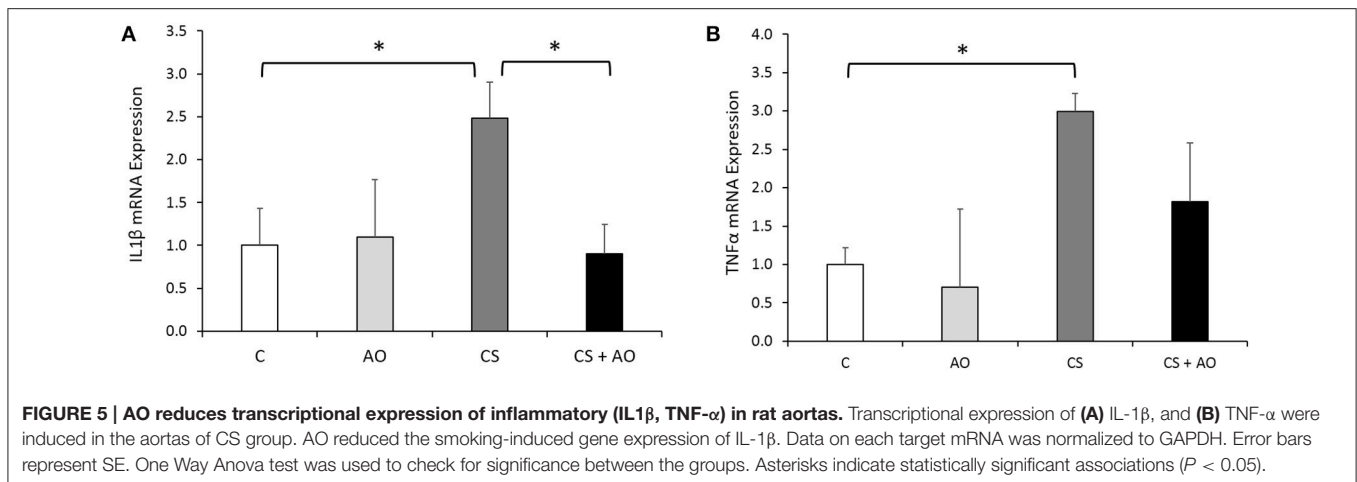 A
3.5
3.0
2.5
2.0
1.5
1.0
0.5
0.0
IL1β mRNA Expression
*
*
C AO CS CS + AO
B
4.0
3.5
3.0
2.5
2.0
1.5
1.0
0.5
0.0
TNFα mRNA Expression
*
C AO CS CS + AO
FIGURE 5 | AO reduces transcriptional expression of inflammatory (IL1β, TNF-α) in rat aortas. Transcriptional expression of (A) IL-1β, and (B) TNF-α were
induced in the aortas of CS group. AO reduced the smoking-induced gene expression of IL-1β. Data on each target mRNA was normalized to GAPDH. Error bars
represent SE. One Way Anova test was used to check for significance between the groups. Asterisks indicate statistically significant associations (P < 0.05).